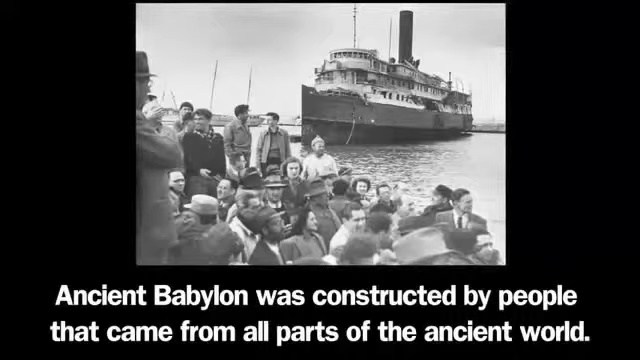 Ancient Babylon was constructed by people
that came from all parts of the ancient world.